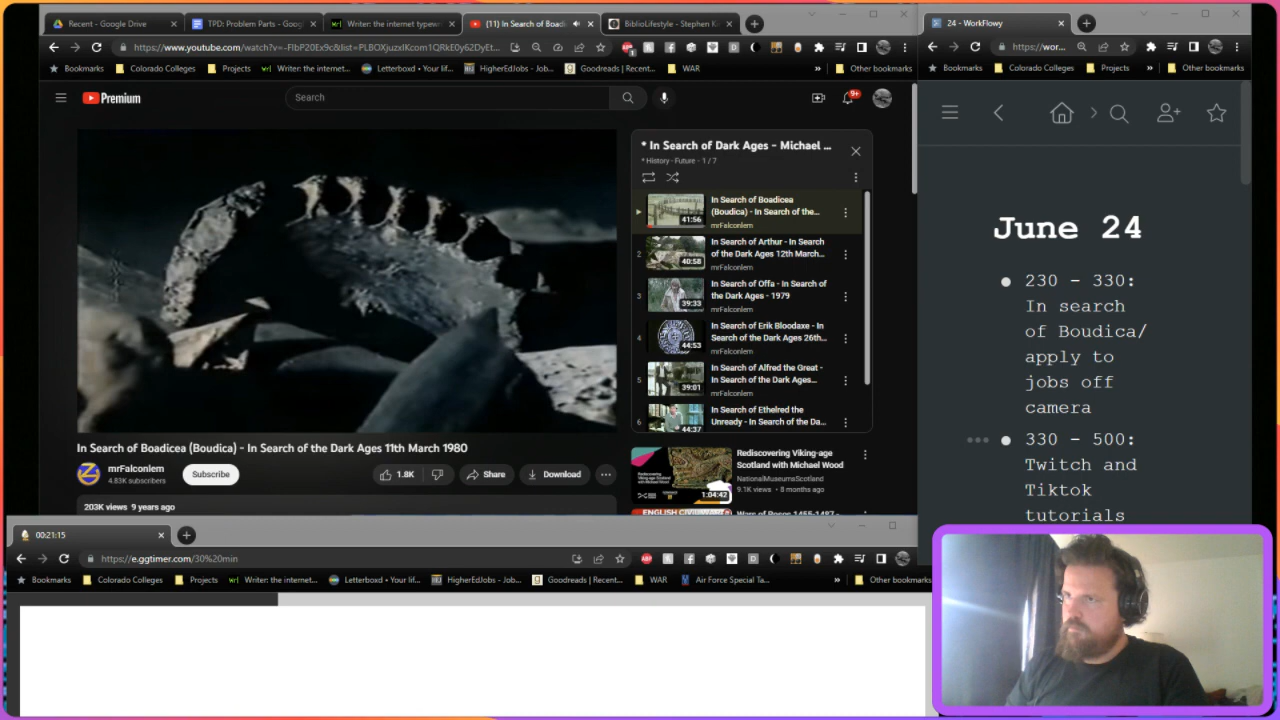 Recent - Google Drive
TPD: Problem Parts - Goog
Writer: the internet typewr
(11) In Search of Boadi
BiblioLifestyle - Stephen Ki
https://www.youtube.com/watch?v=-FlbP20Ex9c&list=PLBOXjuzxIKcom1QRkE0y62DyEt...
Bookmarks
Colorado Colleges
Projects
Writer: the internet...
Letterboxd • Your lif...
HigherEdJobs - Job...
Goodreads | Recent...
WAR
»
Other bookmarks
Premium
Search
9+
* In Search of Dark Ages - Michael ...
* History - Future - 1 / 7
In Search of Boadicea
(Boudica) - In Search of the...
mrFalconlem
41:56
2
In Search of Arthur - In Search
of the Dark Ages 12th March...
mrFalconlem
40:58
3
In Search of Offa - In Search of
the Dark Ages - 1979
mrFalconlem
39:33
4
In Search of Erik Bloodaxe - In
Search of the Dark Ages 26th...
mrFalconlem
44:53
5
In Search of Alfred the Great -
In Search of the Dark Ages...
mrFalconlem
39:01
6
In Search of Ethelred the
Unready - In Search of the Da...
44:37
In Search of Boadicea (Boudica) - In Search of the Dark Ages 11th March 1980
mrFalconlem
4.83K subscribers
Subscribe
1.8K
Share
Download
203K views 9 years ago
Rediscovering Viking-age
Scotland with Michael Wood
NationalMuseumsScotland
9.1K views • 8 months ago
1:04:42
24 - WorkFlowy
https://wor...
Bookmarks
Colorado Colleges
Projects
»
Other bookmarks
June 24
230 - 330:
In search
of Boudica/
apply to
jobs off
camera
330 - 500:
Twitch and
Tiktok
tutorials
00:21:15
https://e.ggtimer.com/30%20min
Bookmarks
Colorado Colleges
Projects
Writer: the internet...
Letterboxd • Your lif...
HigherEdJobs - Job...
Goodreads | Recent...
WAR
Air Force Special Ta...
»
Other bookmarks